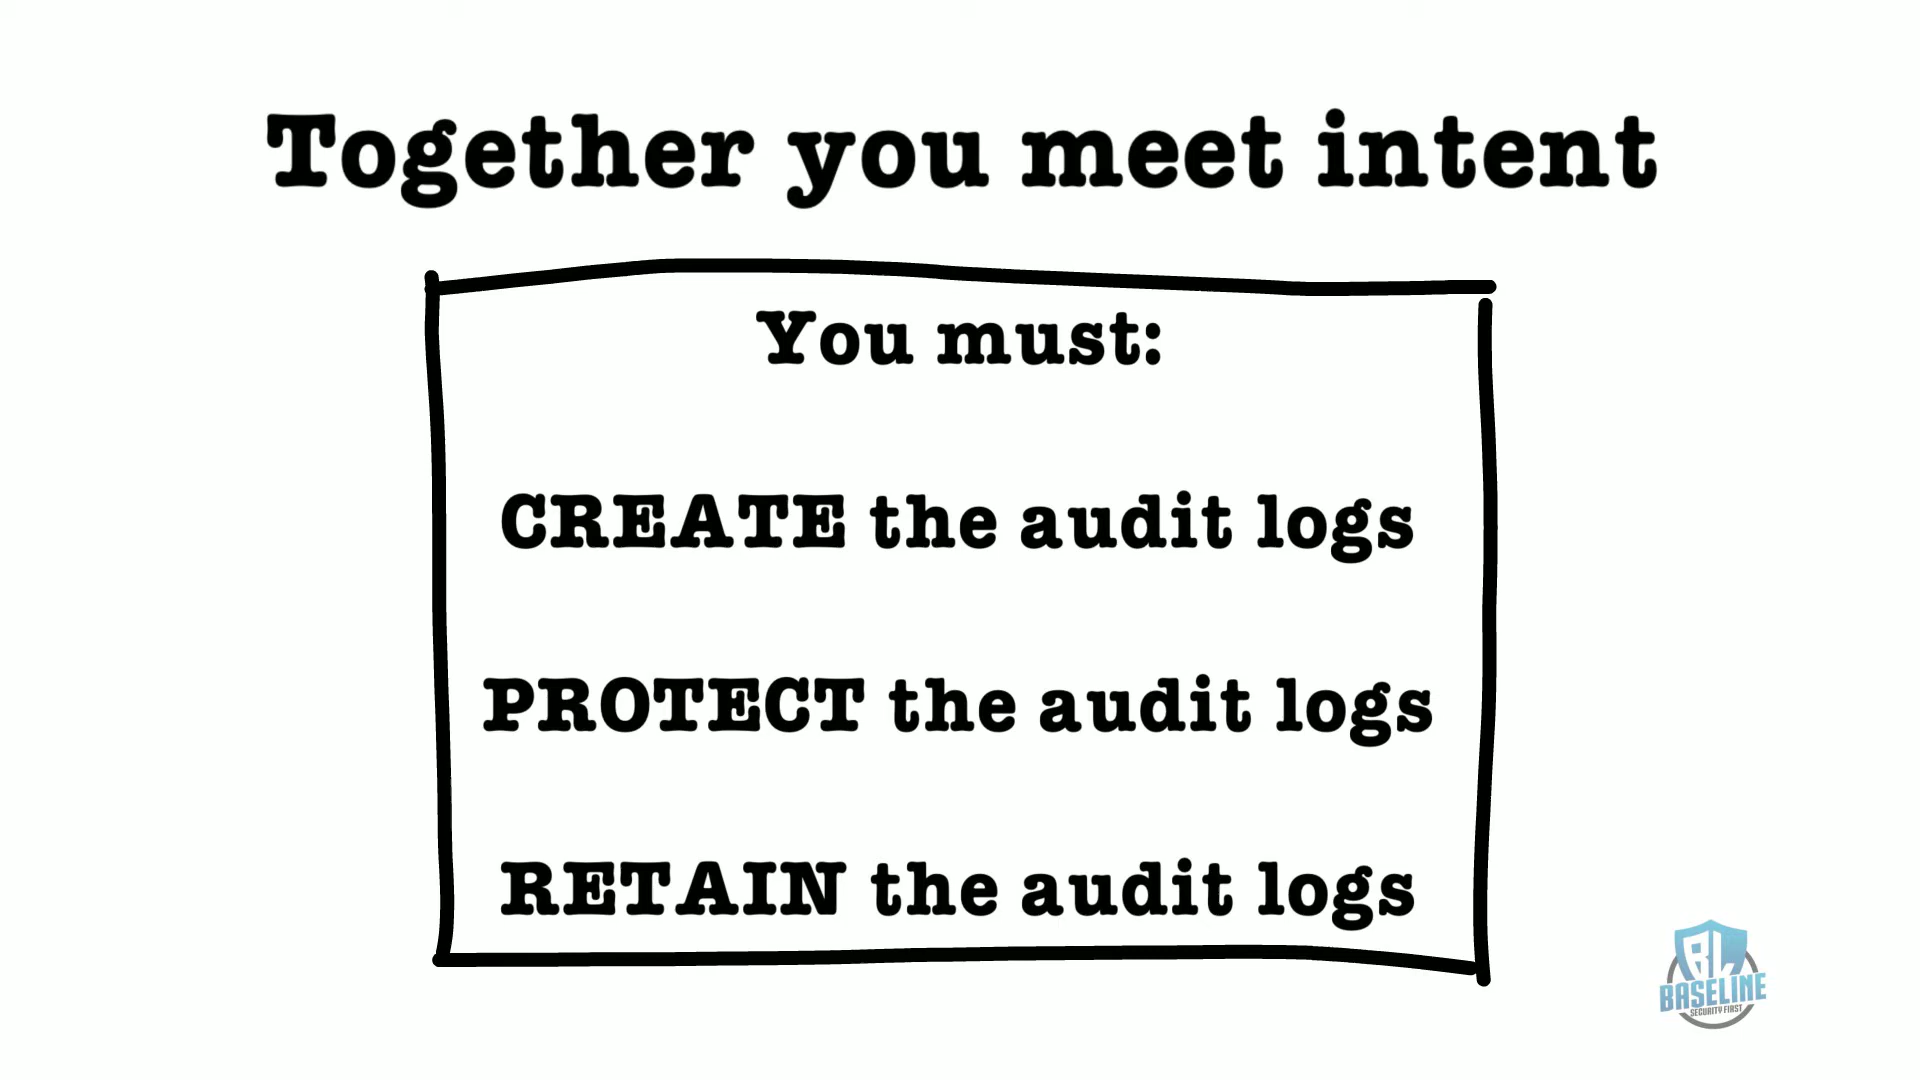 Together you meet intent
You must:
CREATE the audit logs
PROTECT the audit logs
RETAIN the audit logs
BL
BASELINE
SECURITY FIRST